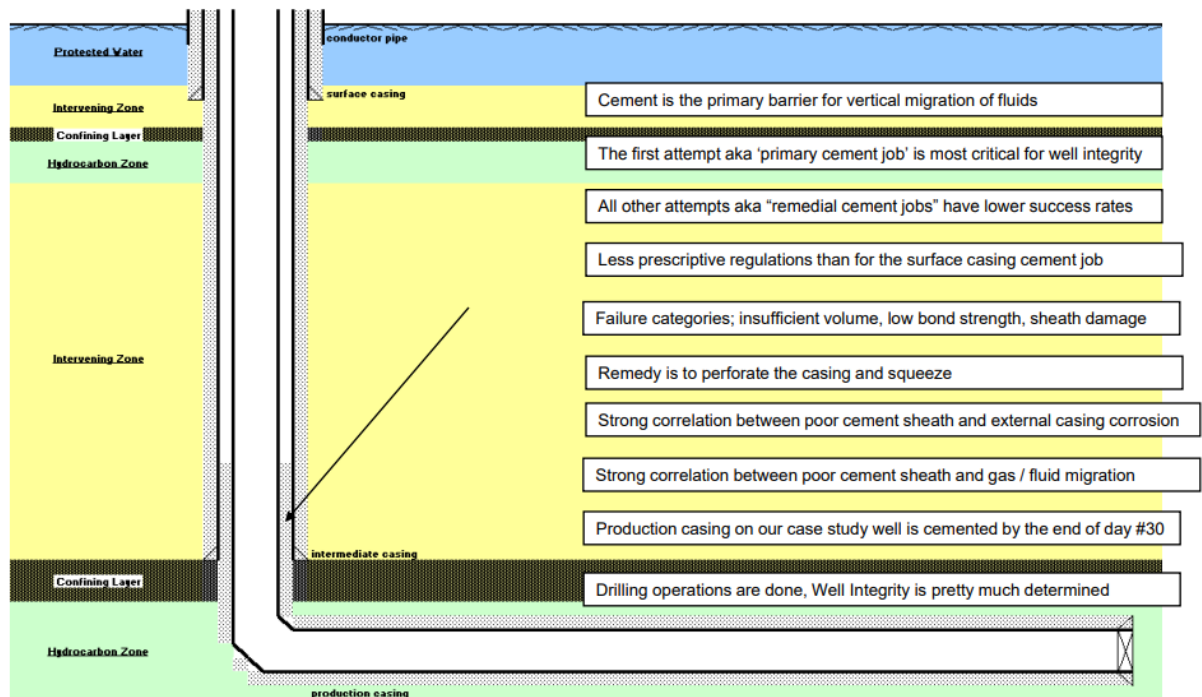 conductor pipe
Protected Water
surface casing
Cement is the primary barrier for vertical migration of fluids
Intervening Zone
Confining Layer
The first attempt aka ‘primary cement job’ is most critical for well integrity
Hydrocarbon Zone
All other attempts aka “remedial cement jobs” have lower success rates
Less prescriptive regulations than for the surface casing cement job
Failure categories; insufficient volume, low bond strength, sheath damage
Intervening Zone
Remedy is to perforate the casing and squeeze
Strong correlation between poor cement sheath and external casing corrosion
Strong correlation between poor cement sheath and gas / fluid migration
Production casing on our case study well is cemented by the end of day #30
intermediate casing
Confining Layer
Drilling operations are done, Well Integrity is pretty much determined
Hydrocarbon Zone
production casing